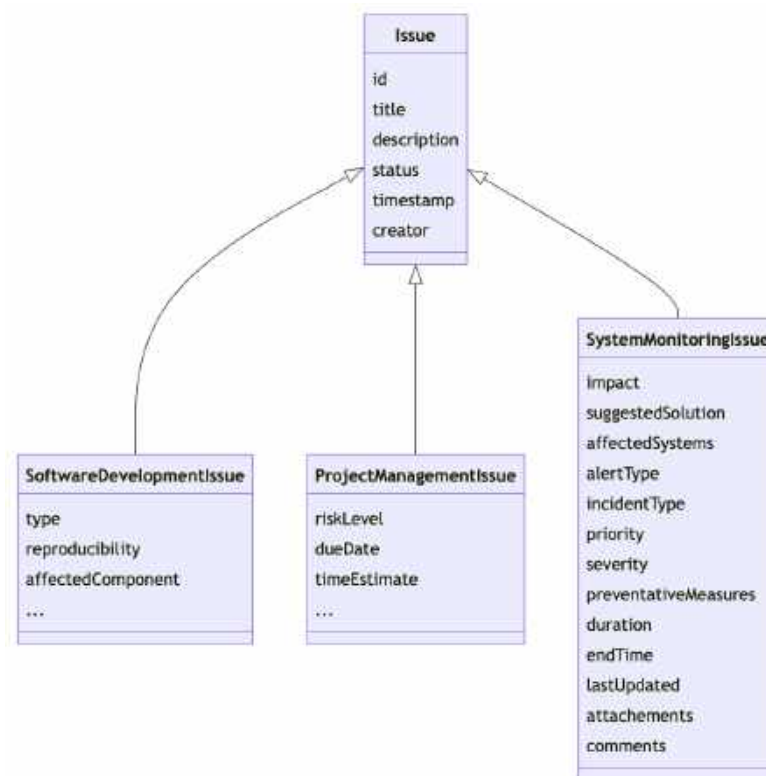 Issue
id
title
description
status
timestamp
creator
SoftwareDevelopmentIssue
type
reproducibility
affectedComponent
...
ProjectManagementIssue
riskLevel
dueDate
timeEstimate
...
SystemMonitoringIssue
impact
suggestedSolution
affectedSystems
alertType
incidentType
priority
severity
preventativeMeasures
duration
endTime
lastUpdated
attachements
comments